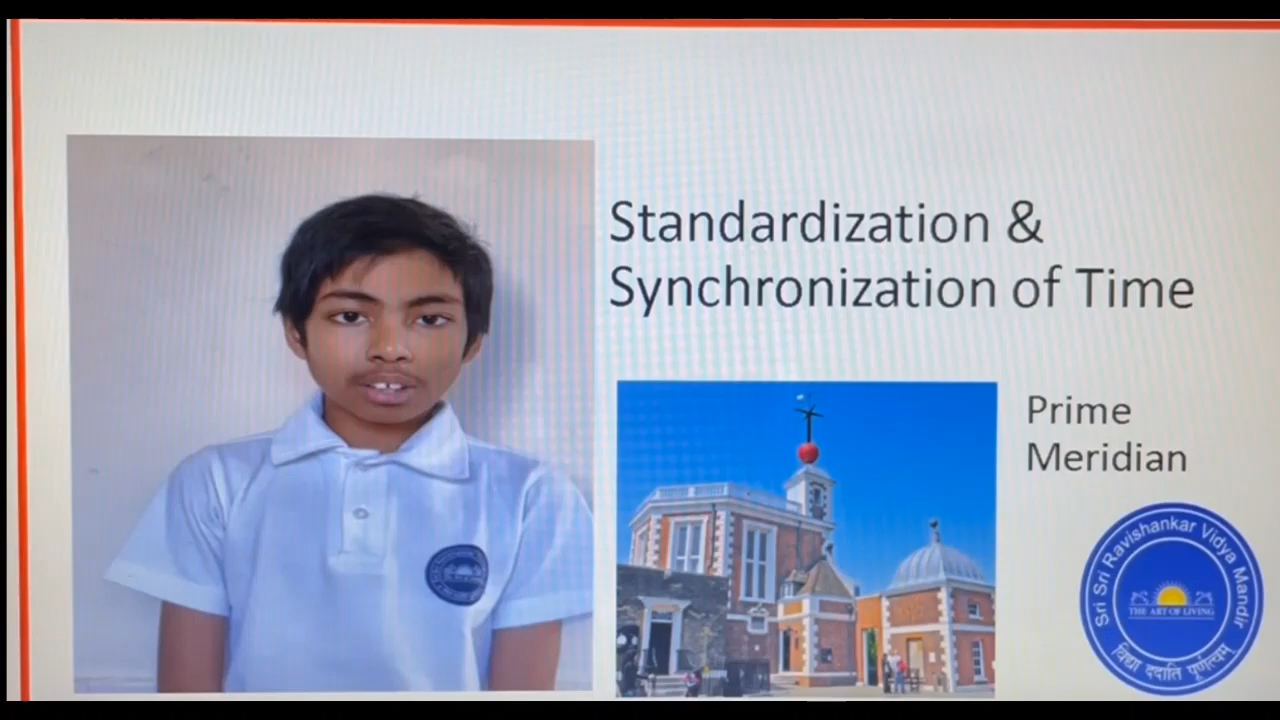 Standardization &
Synchronization of Time
Prime
Meridian
Sri Sri Ravishankar Vidya Mandir
THE ART OF LIVING
विद्या ददाति पूर्णत्वम्